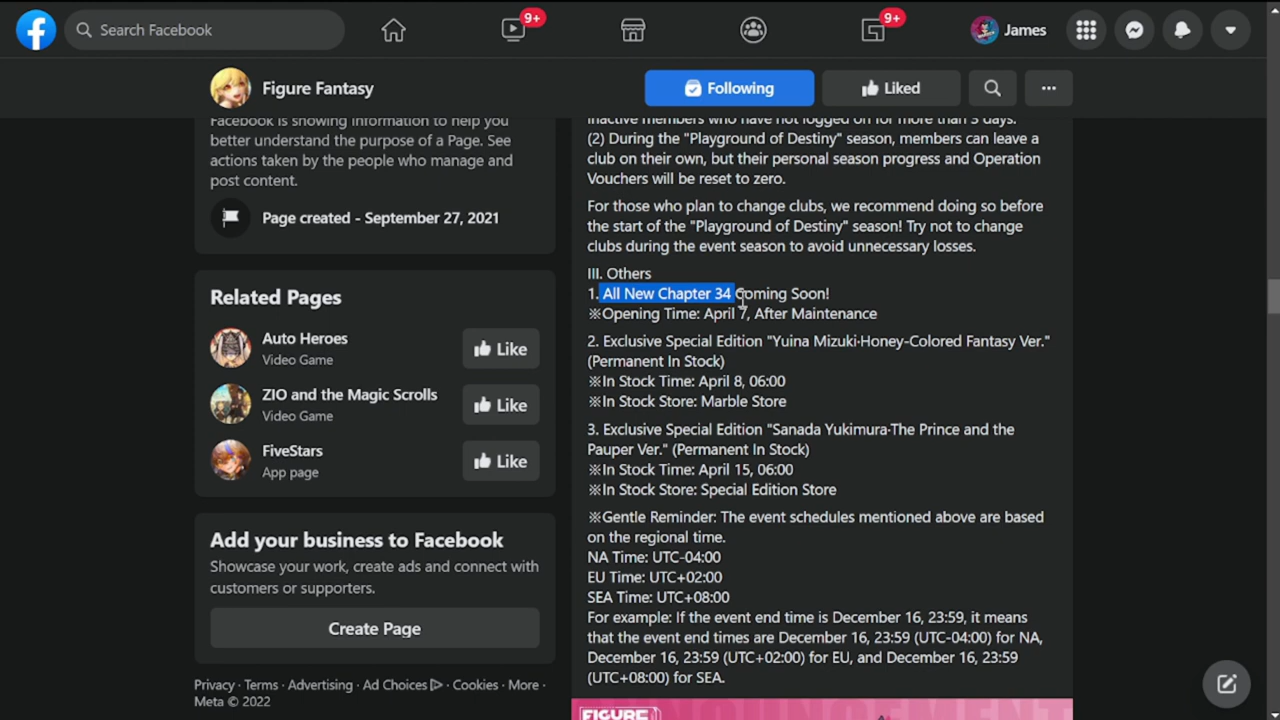 Search Facebook
9+
9+
James
Figure Fantasy
Following
Liked
Facebook is showing information to help you
better understand the purpose of a Page. See
actions taken by the people who manage and
post content.
Page created - September 27, 2021
Related Pages
Auto Heroes
Video Game
Like
ZIO and the Magic Scrolls
Video Game
Like
FiveStars
App page
Like
Add your business to Facebook
Showcase your work, create ads and connect with
customers or supporters.
Create Page
Privacy · Terms · Advertising · Ad Choices · Cookies · More ·
Meta © 2022
inactive members who have not logged on for more than 3 days.
(2) During the "Playground of Destiny" season, members can leave a
club on their own, but their personal season progress and Operation
Vouchers will be reset to zero.
For those who plan to change clubs, we recommend doing so before
the start of the "Playground of Destiny" season! Try not to change
clubs during the event season to avoid unnecessary losses.
III. Others
1. All New Chapter 34 Coming Soon!
※Opening Time: April 7, After Maintenance
2. Exclusive Special Edition "Yuina Mizuki·Honey-Colored Fantasy Ver."
(Permanent In Stock)
※In Stock Time: April 8, 06:00
※In Stock Store: Marble Store
3. Exclusive Special Edition "Sanada Yukimura·The Prince and the
Pauper Ver." (Permanent In Stock)
※In Stock Time: April 15, 06:00
※In Stock Store: Special Edition Store
※Gentle Reminder: The event schedules mentioned above are based
on the regional time.
NA Time: UTC-04:00
EU Time: UTC+02:00
SEA Time: UTC+08:00
For example: If the event end time is December 16, 23:59, it means
that the event end times are December 16, 23:59 (UTC-04:00) for NA,
December 16, 23:59 (UTC+02:00) for EU, and December 16, 23:59
(UTC+08:00) for SEA.
FIGURE